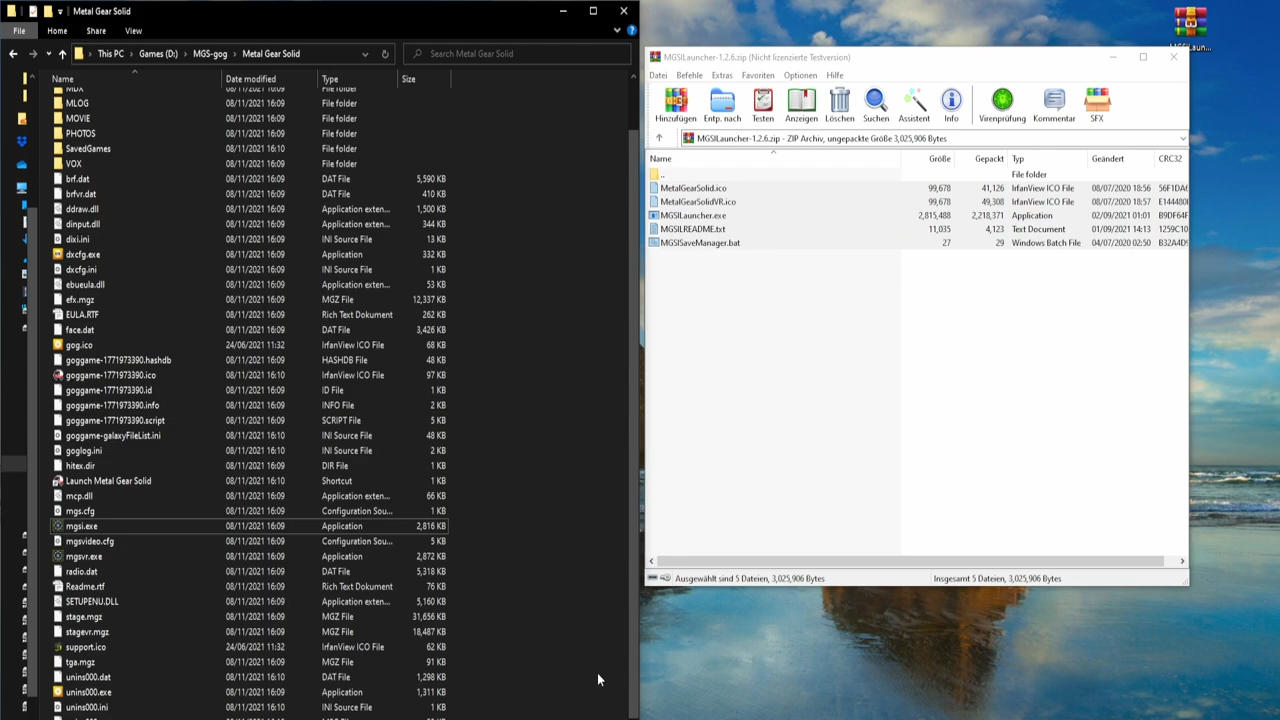 Metal Gear Solid
File Home Share View
This PC Games (D:) MGS-gog Metal Gear Solid Search Metal Gear Solid
Name Date modified Type Size
MDX 08/11/2021 16:09 File folder
MLOG 08/11/2021 16:09 File folder
MOVIE 08/11/2021 16:09 File folder
PHOTOS 08/11/2021 16:09 File folder
SavedGames 08/11/2021 16:10 File folder
VOX 08/11/2021 16:09 File folder
brf.dat 08/11/2021 16:09 DAT File 5,590 KB
brfvr.dat 08/11/2021 16:09 DAT File 410 KB
ddraw.dll 08/11/2021 16:09 Application exten... 1,500 KB
dinput.dll 08/11/2021 16:09 Application exten... 344 KB
dixi.ini 08/11/2021 16:09 INI Source File 13 KB
dxcfg.exe 08/11/2021 16:09 Application 332 KB
dxcfg.ini 08/11/2021 16:09 INI Source File 1 KB
ebueula.dll 08/11/2021 16:09 Application exten... 53 KB
efx.mgz 08/11/2021 16:09 MGZ File 12,337 KB
EULA.RTF 08/11/2021 16:09 Rich Text Dokument 262 KB
face.dat 08/11/2021 16:09 DAT File 3,426 KB
gog.ico 24/06/2021 11:32 IrfanView ICO File 68 KB
goggame-1771973390.hashdb 08/11/2021 16:09 HASHDB File 48 KB
goggame-1771973390.ico 08/11/2021 16:10 IrfanView ICO File 97 KB
goggame-1771973390.id 08/11/2021 16:09 ID File 1 KB
goggame-1771973390.info 08/11/2021 16:09 INFO File 2 KB
goggame-1771973390.script 08/11/2021 16:09 SCRIPT File 5 KB
goggame-galaxyFileList.ini 08/11/2021 16:10 INI Source File 48 KB
goglog.ini 08/11/2021 16:10 INI Source File 2 KB
hitex.dir 08/11/2021 16:09 DIR File 1 KB
Launch Metal Gear Solid 08/11/2021 16:10 Shortcut 1 KB
mcp.dll 08/11/2021 16:09 Application exten... 66 KB
mgs.cfg 08/11/2021 16:09 Configuration Sou... 1 KB
mgsi.exe 08/11/2021 16:09 Application 2,816 KB
mgsvideo.cfg 08/11/2021 16:09 Configuration Sou... 5 KB
mgsvr.exe 08/11/2021 16:09 Application 2,872 KB
radio.dat 08/11/2021 16:09 DAT File 5,318 KB
Readme.rtf 08/11/2021 16:09 Rich Text Dokument 76 KB
SETUPENU.DLL 08/11/2021 16:09 Application exten... 5,160 KB
stage.mgz 08/11/2021 16:09 MGZ File 31,656 KB
stagevr.mgz 08/11/2021 16:09 MGZ File 18,487 KB
support.ico 24/06/2021 11:32 IrfanView ICO File 62 KB
tga.mgz 08/11/2021 16:09 MGZ File 91 KB
unins000.dat 08/11/2021 16:10 DAT File 1,298 KB
unins000.exe 08/11/2021 16:09 Application 1,311 KB
unins000.ini 08/11/2021 16:10 INI Source File 1 KB
MGSILaun...
MGSILauncher-1.2.6.zip (Nicht lizenzierte Testversion)
Datei Befehle Extras Favoriten Optionen Hilfe
Hinzufügen Entp. nach Testen Anzeigen Löschen Suchen Assistent Info Virenprüfung Kommentar SFX
MGSILauncher-1.2.6.zip - ZIP Archiv, ungepackte Größe 3,025,906 Bytes
Name Größe Gepackt Typ Geändert CRC32
.. File folder
MetalGearSolid.ico 99,678 41,126 IrfanView ICO File 08/07/2020 18:56 56F1DA6
MetalGearSolidVR.ico 99,678 49,308 IrfanView ICO File 08/07/2020 18:57 E144480
MGSILauncher.exe 2,815,488 2,218,371 Application 02/09/2021 01:01 B9DF64F
MGSILREADME.txt 11,035 4,123 Text Document 01/09/2021 14:13 1259C10
MGSISaveManager.bat 27 29 Windows Batch File 04/07/2020 02:50 B32A4D9
Ausgewählt sind 5 Dateien, 3,025,906 Bytes Insgesamt 5 Dateien, 3,025,906 Bytes